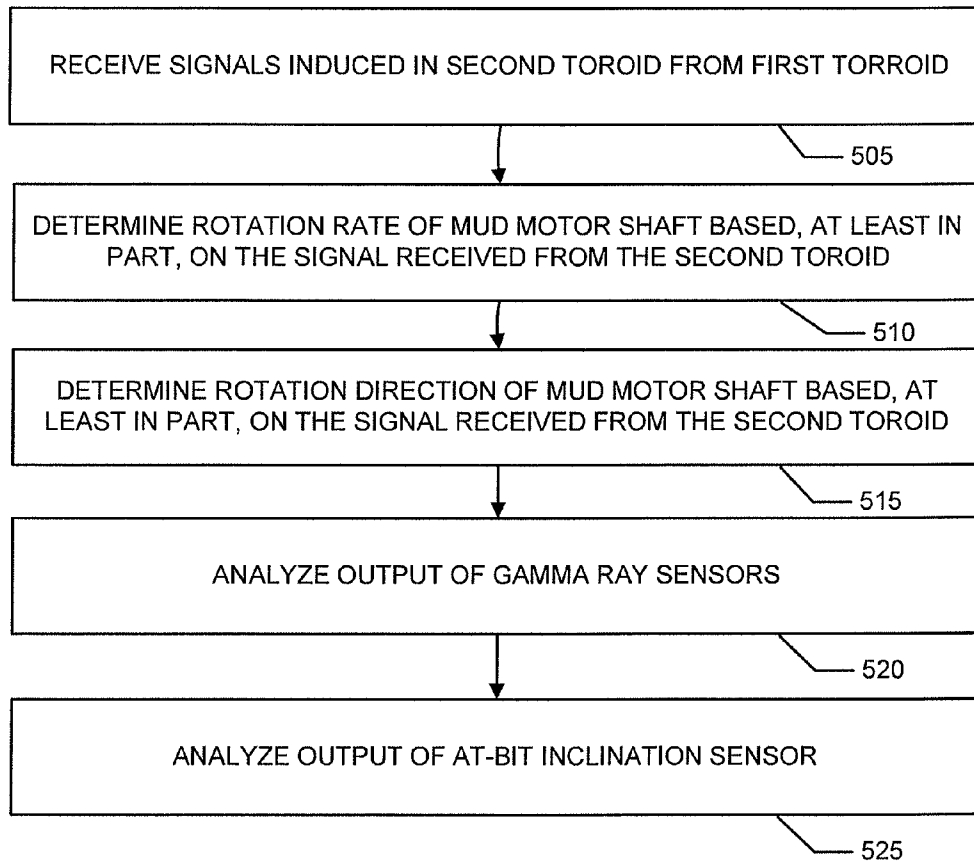 RECEIVE SIGNALS INDUCED IN SECOND TOROID FROM FIRST TORROID
505
DETERMINE ROTATION RATE OF MUD MOTOR SHAFT BASED, AT LEAST IN
PART, ON THE SIGNAL RECEIVED FROM THE SECOND TOROID
510
DETERMINE ROTATION DIRECTION OF MUD MOTOR SHAFT BASED, AT
LEAST IN PART, ON THE SIGNAL RECEIVED FROM THE SECOND TOROID
515
ANALYZE OUTPUT OF GAMMA RAY SENSORS
520
ANALYZE OUTPUT OF AT-BIT INCLINATION SENSOR
525